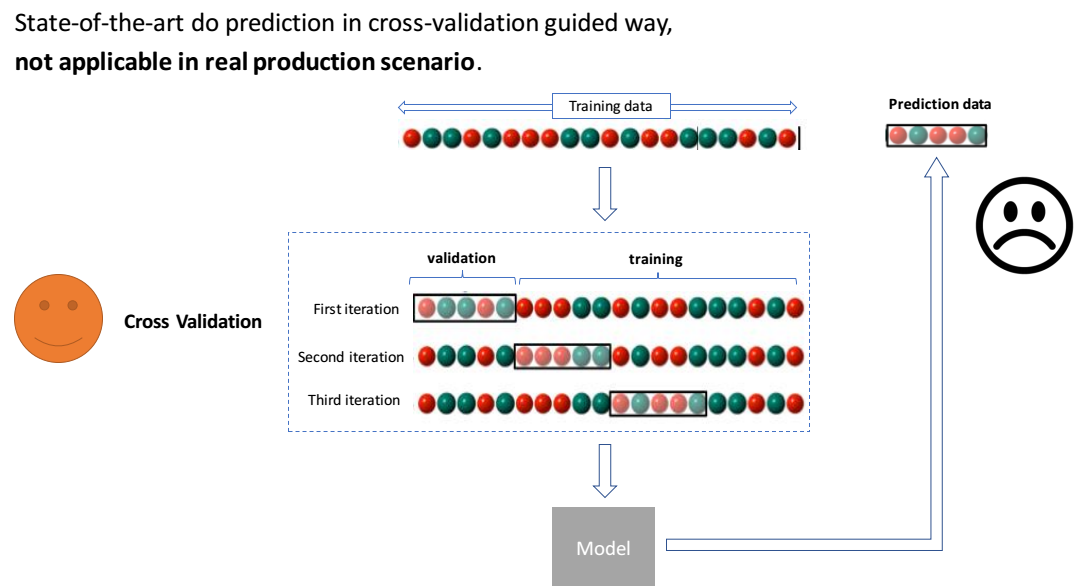 State-of-the-art do prediction in cross-validation guided way,
not applicable in real production scenario.
Training data
Prediction data
validation
training
First iteration
Cross Validation
Second iteration
Third iteration
Model